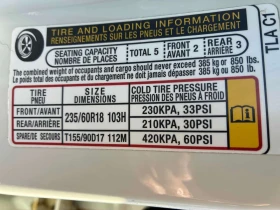 TIRE AND LOADING INFORMATION
RENSEIGNEMENTS SUR LES PNEUS ET LE CHARGEMENT
SEATING CAPACITY TOTAL 5 FRONT 2 REAR 3
NOMBRE DE PLACES AVANT ARRIÈRE
The combined weight of occupants and cargo should never exceed 385 kg or 850 lbs.
Le poids total des occupants et du chargement ne doit jamais dépasser 385 kg ou 850 lb.
TIRE SIZE COLD TIRE PRESSURE
PNEU DIMENSIONS PRESSION DES PNEUS À FROID
FRONT/AVANT 235/60R18 103H 230KPA, 33PSI
REAR/ARRIÈRE 210KPA, 30PSI
SPARE/DE SECOURS T155/90D17 112M 420KPA, 60PSI
TLA G1